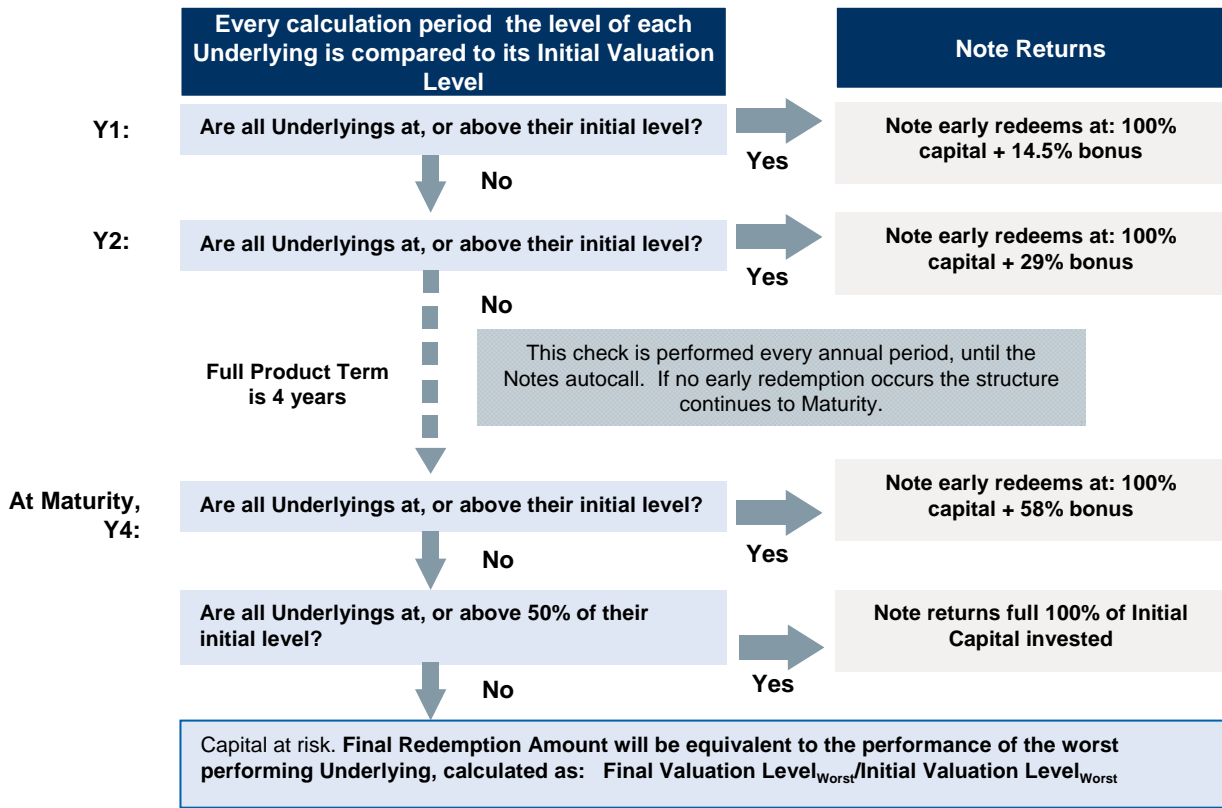 Every calculation period the level of each
Underlying is compared to its Initial Valuation
Level
Note Returns
Y1:
Are all Underlyings at, or above their initial level?
Yes
Note early redeems at: 100%
capital + 14.5% bonus
No
Y2:
Are all Underlyings at, or above their initial level?
Yes
Note early redeems at: 100%
capital + 29% bonus
No
Full Product Term
is 4 years
This check is performed every annual period, until the
Notes autocall. If no early redemption occurs the structure
continues to Maturity.
At Maturity,
Y4:
Are all Underlyings at, or above their initial level?
Yes
Note early redeems at: 100%
capital + 58% bonus
No
Are all Underlyings at, or above 50% of their
initial level?
Yes
Note returns full 100% of Initial
Capital invested
No
Capital at risk. Final Redemption Amount will be equivalent to the performance of the worst
performing Underlying, calculated as: Final Valuation LevelWorst/Initial Valuation LevelWorst